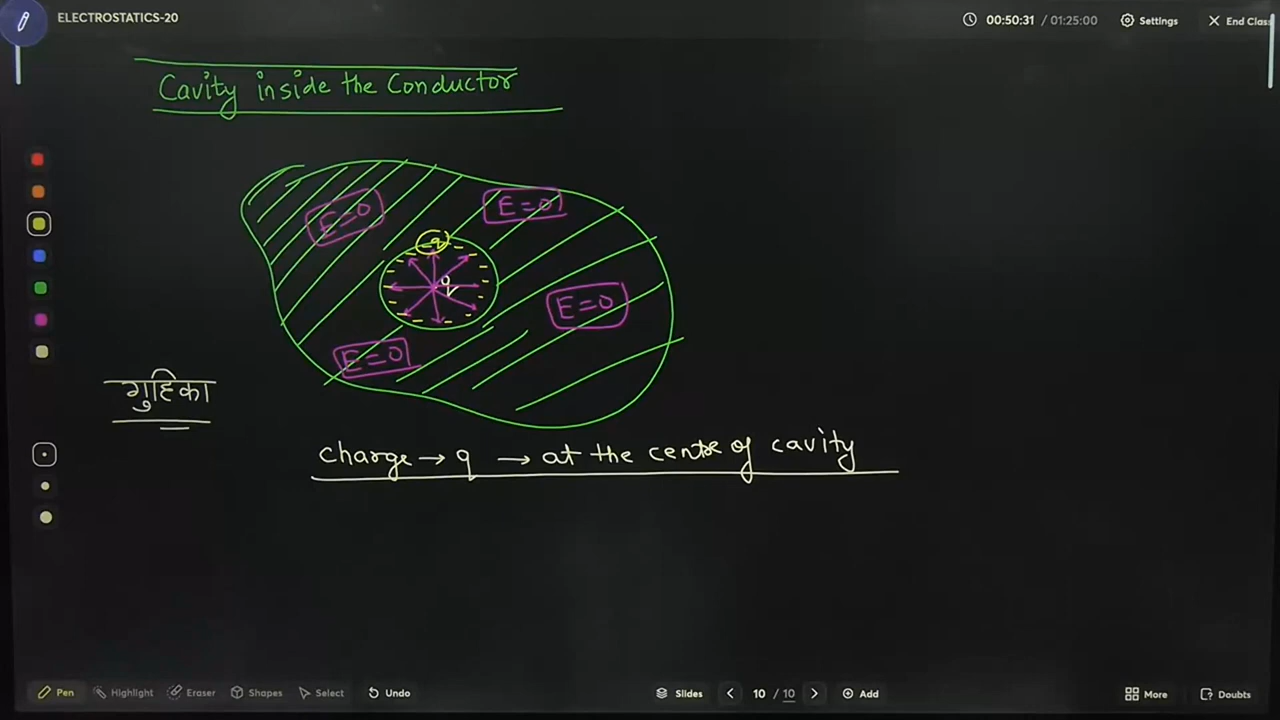 ELECTROSTATICS-20
00:50:31 / 01:25:00
Settings
End Class
Cavity inside the Conductor
E=0
E=0
-q
q
E=0
E=0
गुहिका
charge → q → at the centre of cavity
Pen
Highlight
Eraser
Shapes
Select
Undo
Slides
10 / 10
Add
More
Doubts